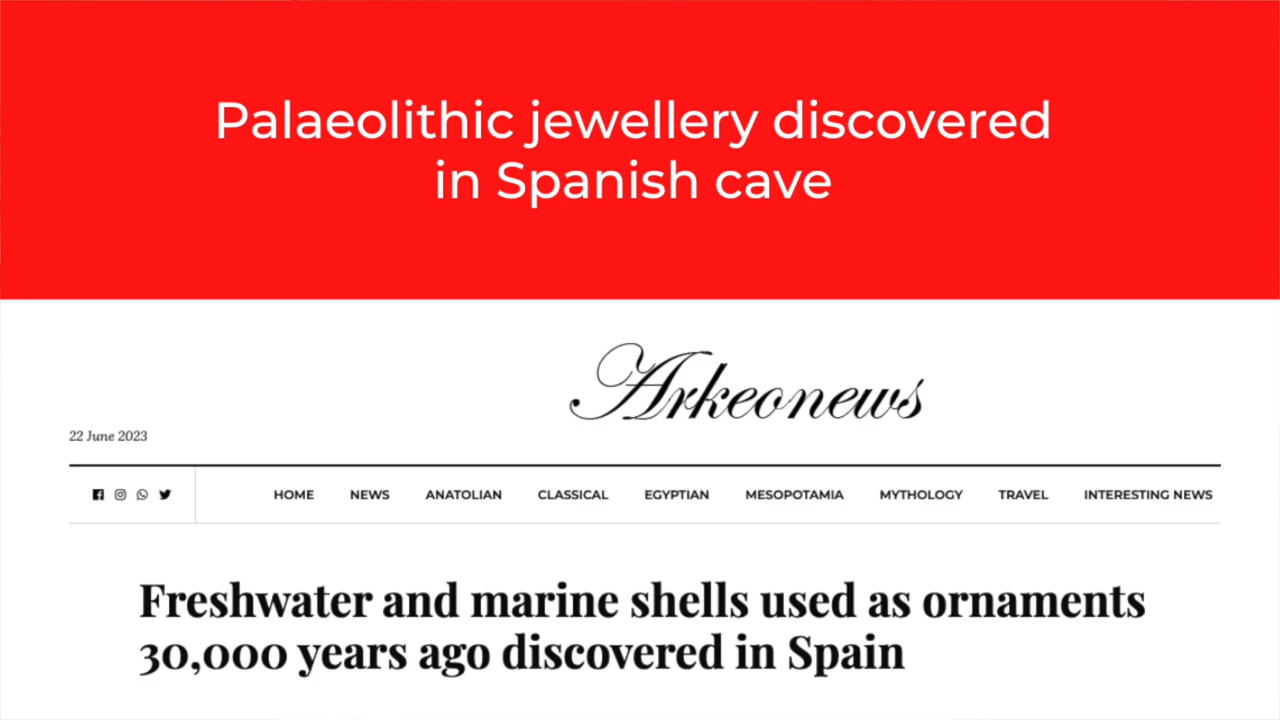 Palaeolithic jewellery discovered
in Spanish cave
Arkeonews
22 June 2023
HOME NEWS ANATOLIAN CLASSICAL EGYPTIAN MESOPOTAMIA MYTHOLOGY TRAVEL INTERESTING NEWS
Freshwater and marine shells used as ornaments
30,000 years ago discovered in Spain